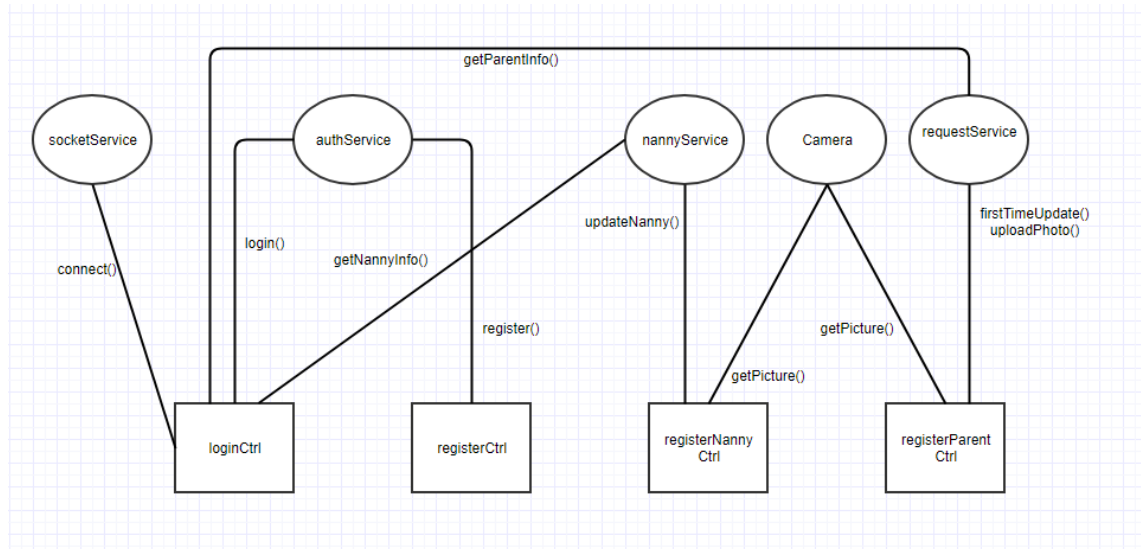 getParentInfo()
socketService
authService
nannyService
Camera
requestService
firstTimeUpdate()
uploadPhoto()
updateNanny()
login()
getNannyInfo()
connect()
register()
getPicture()
getPicture()
loginCtrl
registerCtrl
registerNanny
Ctrl
registerParent
Ctrl